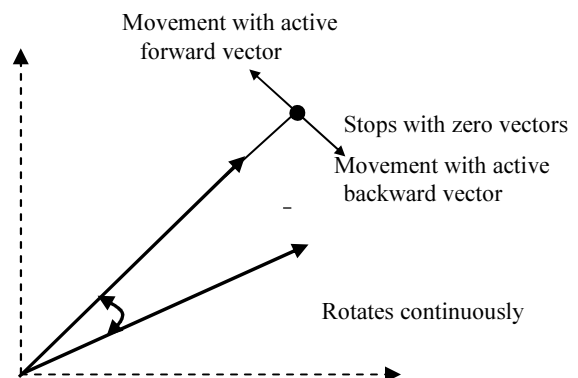 Movement with active
forward vector
Stops with zero vectors
Movement with active
backward vector
Rotates continuously